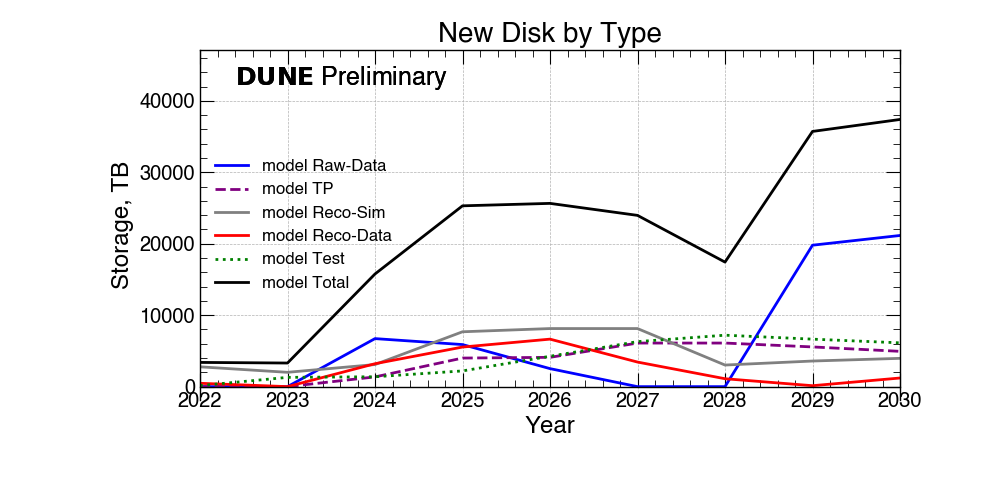 New Disk by Type
DUNE Preliminary
Storage, TB
40000
30000
20000
10000
0
model Raw-Data
model TP
model Reco-Sim
model Reco-Data
model Test
model Total
2022 2023 2024 2025 2026 2027 2028 2029 2030
Year